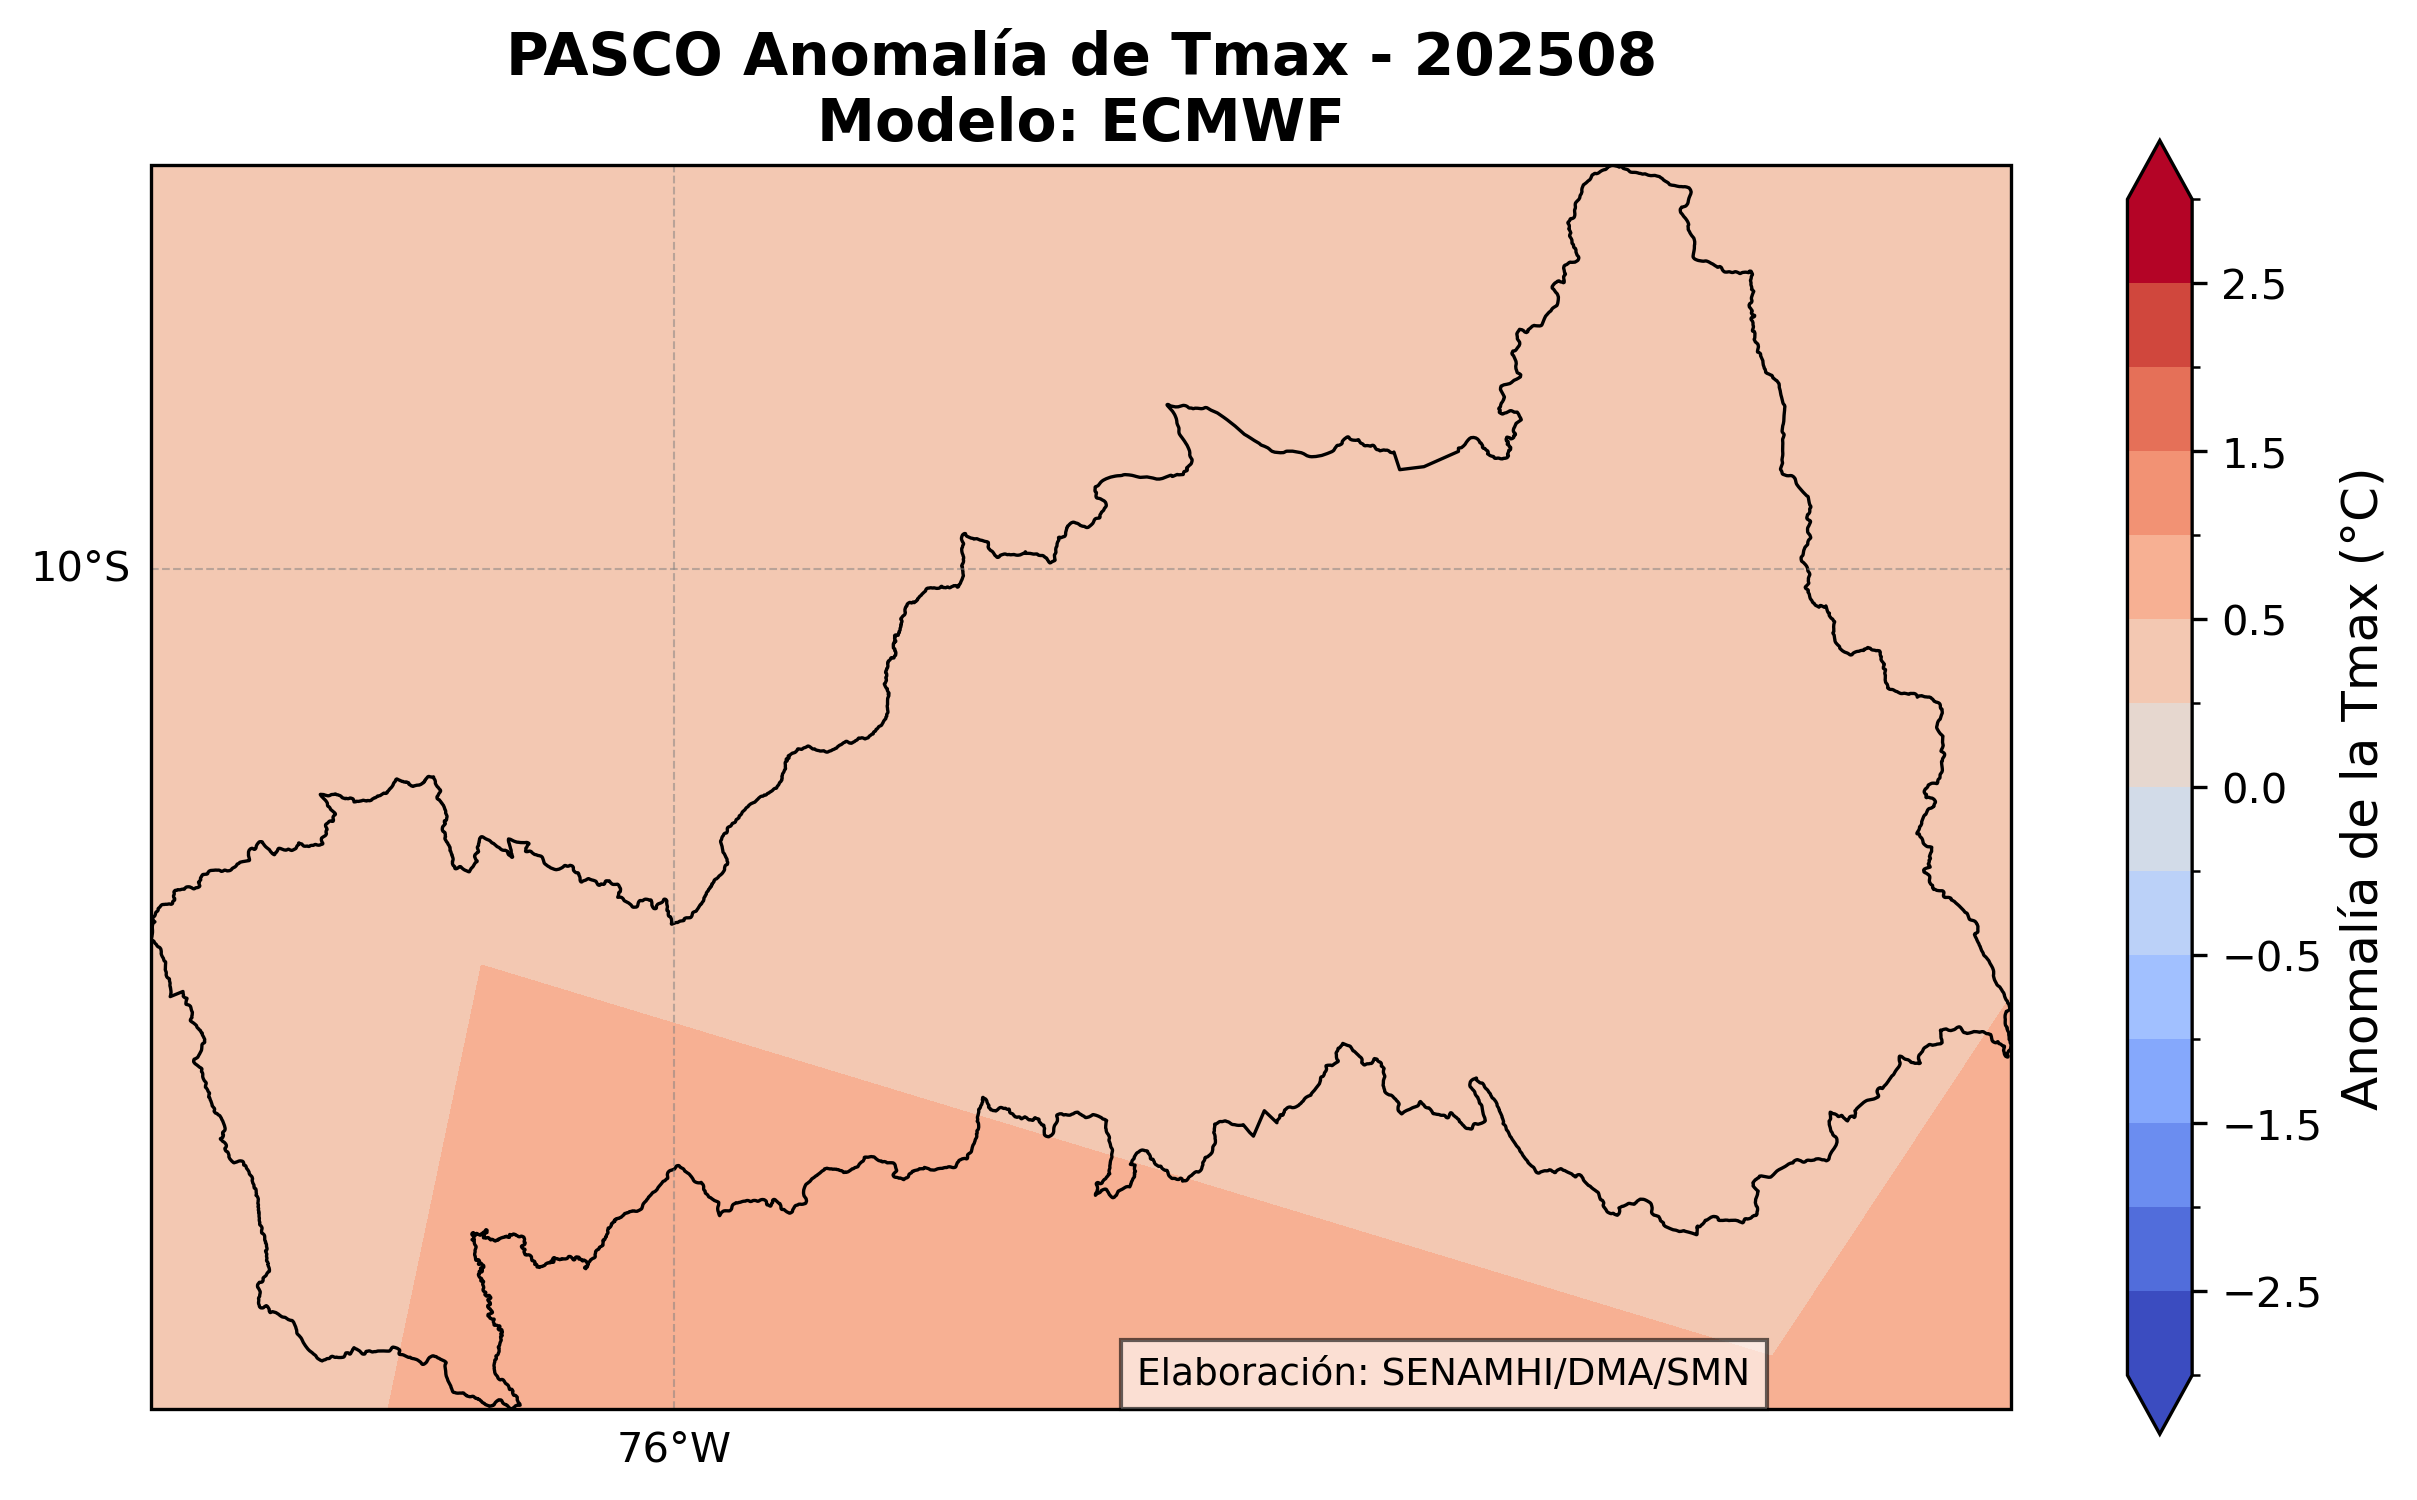 PASCO Anomalía de Tmax - 202508
Modelo: ECMWF
10°S
76°W
Elaboración: SENAMHI/DMA/SMN
2.5
1.5
0.5
0.0
−0.5
−1.5
−2.5
Anomalía de la Tmax (°C)